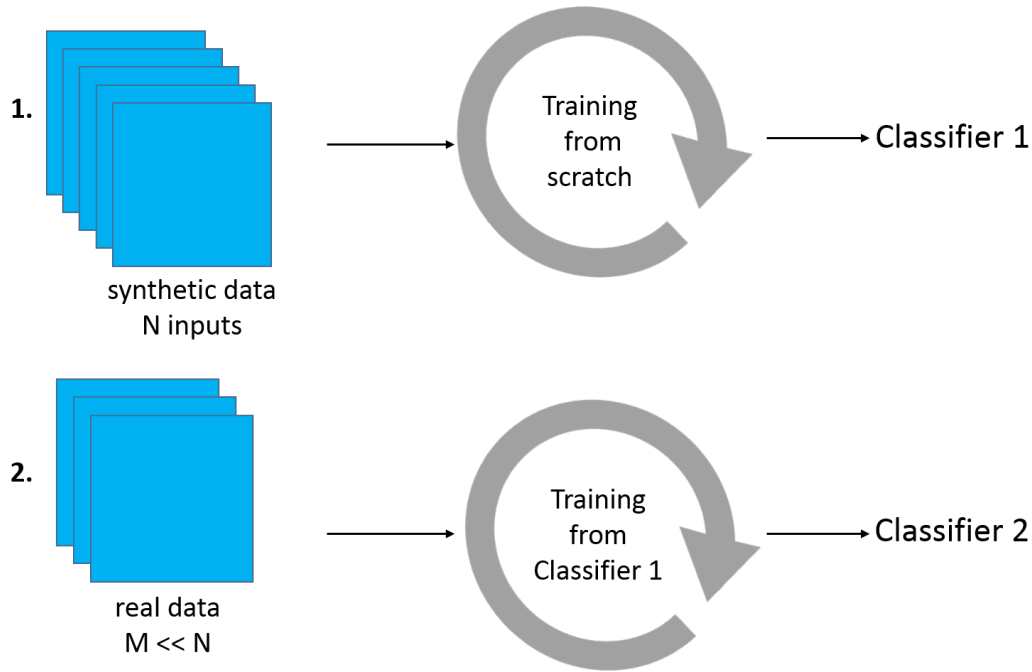 1.
Training
from
scratch
Classifier 1
synthetic data
N inputs
2.
Training
from
Classifier 1
Classifier 2
real data
M << N